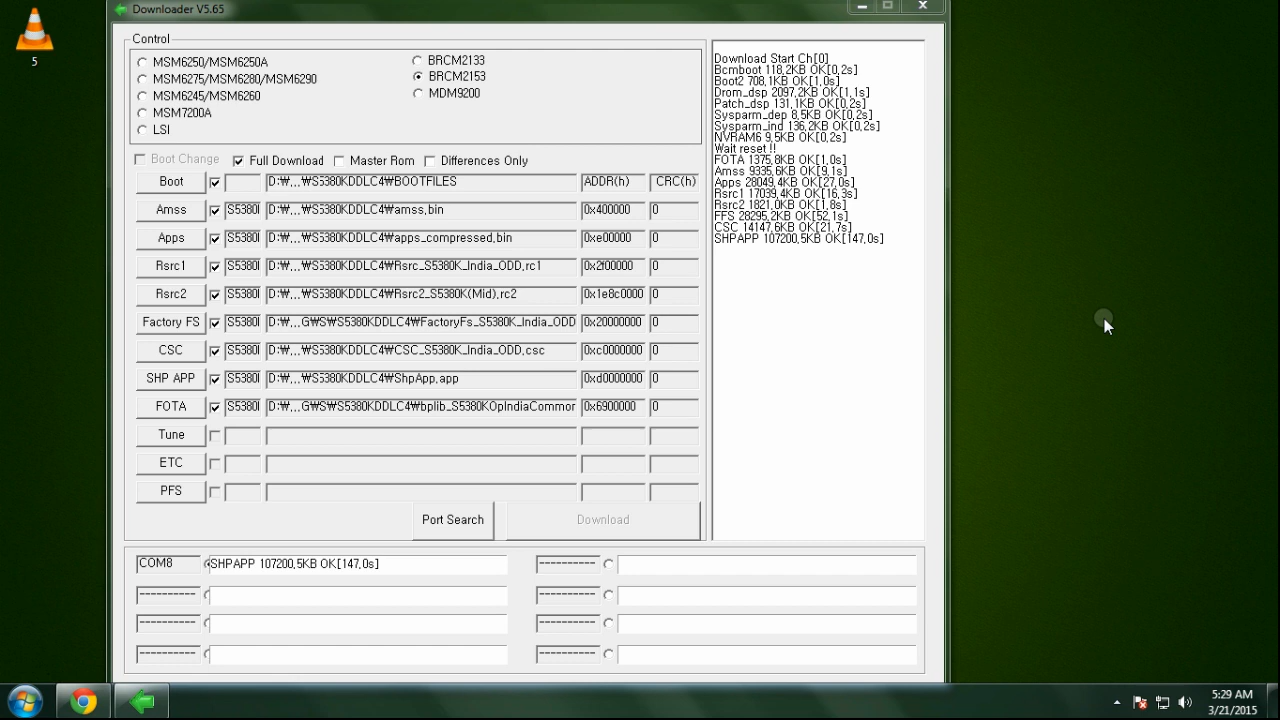 5
Downloader V5.65
Control
MSM6250/MSM6250A
MSM6275/MSM6280/MSM6290
MSM6245/MSM6260
MSM7200A
LSI
BRCM2133
BRCM2153
MDM9200
Boot Change
Full Download
Master Rom
Differences Only
Boot D:₩...₩S5380KDDLC4₩BOOTFILES ADDR(h) CRC(h)
Amss S5380 D:₩...₩S5380KDDLC4₩amss.bin 0x400000 0
Apps S5380 D:₩...₩S5380KDDLC4₩apps_compressed.bin 0xe00000 0
Rsrc1 S5380 D:₩...₩S5380KDDLC4₩Rsrc_S5380K_India_ODD.rc1 0x2f00000 0
Rsrc2 S5380 D:₩...₩S5380KDDLC4₩Rsrc2_S5380K(Mid).rc2 0x1e8c0000 0
Factory FS S5380 D:₩...G₩S₩S5380KDDLC4₩FactoryFs_S5380K_India_ODD 0x20000000 0
CSC S5380 D:₩...₩S5380KDDLC4₩CSC_S5380K_India_ODD.csc 0xc0000000 0
SHP APP S5380 D:₩...₩S5380KDDLC4₩ShpApp.app 0xd0000000 0
FOTA S5380 D:₩...G₩S₩S5380KDDLC4₩bplib_S5380KOpIndiaCommor 0x6900000 0
Tune
ETC
PFS
Port Search
Download
Download Start Ch[0]
Bcmboot 118.2KB OK[0.2s]
Boot2 708.1KB OK[1.0s]
Drom_dsp 2097.2KB OK[1.1s]
Patch_dsp 131.1KB OK[0.2s]
Sysparm_dep 8.5KB OK[0.2s]
Sysparm_ind 136.2KB OK[0.2s]
NVRAM6 9.5KB OK[0.2s]
Wait reset !!
FOTA 1375.8KB OK[1.0s]
Amss 9335.6KB OK[9.1s]
Apps 28049.4KB OK[27.0s]
Rsrc1 17039.4KB OK[16.3s]
Rsrc2 1821.0KB OK[1.8s]
FFS 28295.2KB OK[52.1s]
CSC 14147.6KB OK[21.7s]
SHPAPP 107200.5KB OK[147.0s]
COM8 SHPAPP 107200.5KB OK[147.0s] ----------
---------- ----------
---------- ----------
---------- ----------
5:29 AM
3/21/2015